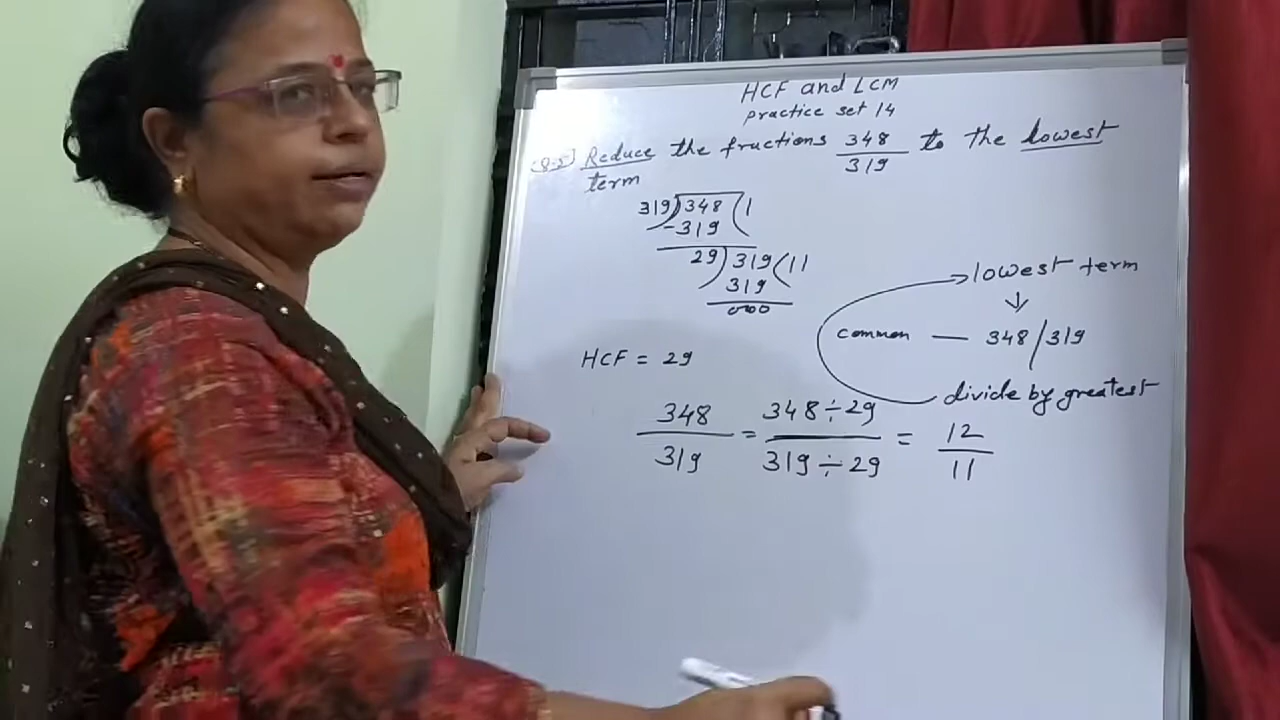 HCF and LCM
practice set 14
Q.5) Reduce the fructions 348/319 to the lowest
term
319)348(1
-319
29)319(11
319
000
lowest term
↓
common — 348/319
divide by greatest
HCF = 29
348/319 = 348÷29/319÷29 = 12/11